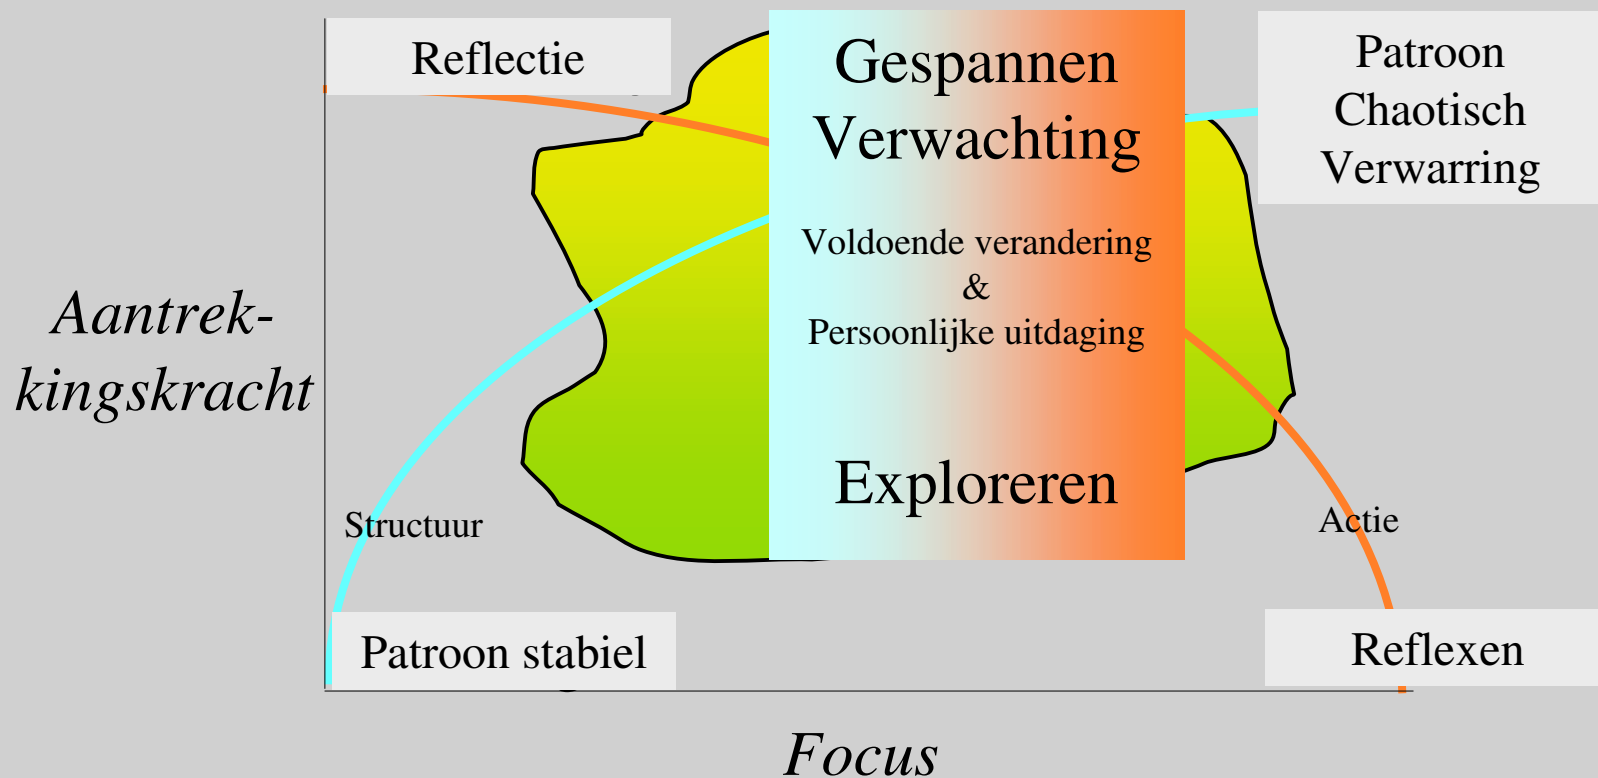 Reflectie
Gespannen
Verwachting
Voldoende verandering
&
Persoonlijke uitdaging
Exploreren
Patroon
Chaotisch
Verwarring
Aantrek-
kingskracht
Structuur
Actie
Patroon stabiel
Reflexen
Focus